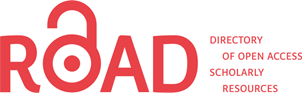 ROAD
DIRECTORY
OF OPEN ACCESS
SCHOLARLY
RESOURCES